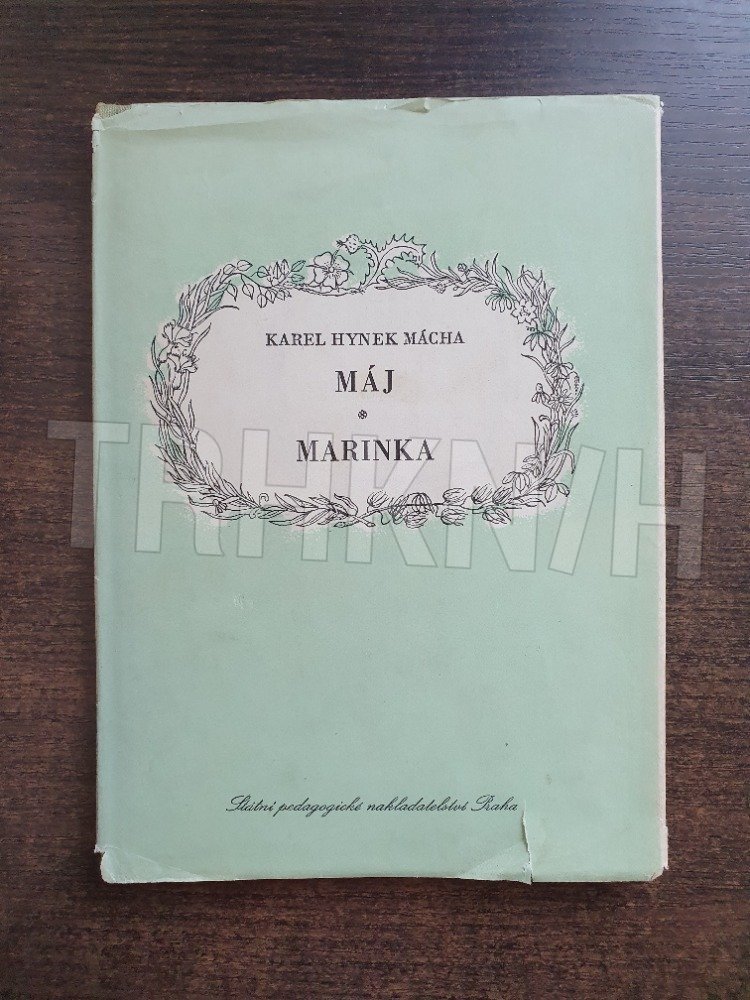 KAREL HYNEK MÁCHA
MÁJ
MARINKA
TRHKNIH
Státní pedagogické nakladatelství Praha